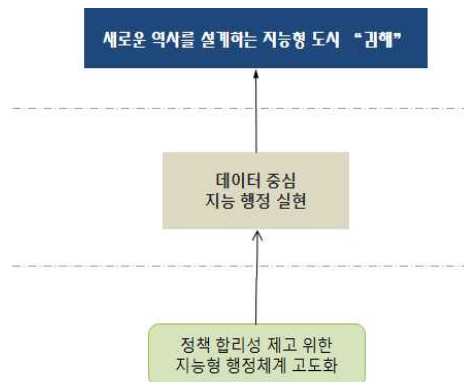 새로운 역사를 설계하는 지능형 도시 “김해”
데이터 중심
지능 행정 실현
정책 합리성 제고 위한
지능형 행정체계 고도화